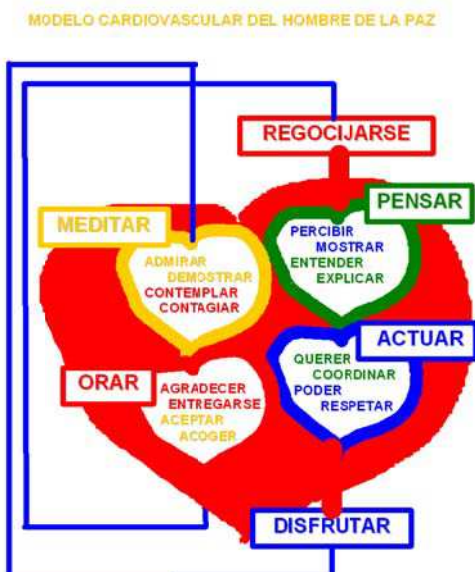 MODELO CARDIOVASCULAR DEL HOMBRE DE LA PAZ
REGOCIJARSE
PENSAR
MEDITAR
PERCIBIR
MOSTRAR
ENTENDER
EXPLICAR
ADMIRAR
DEMOSTRAR
CONTEMPLAR
CONTAGIAR
ACTUAR
QUERER
COORDINAR
PODER
RESPETAR
ORAR
AGRADECER
ENTREGARSE
ACEPTAR
ACOGER
DISFRUTAR